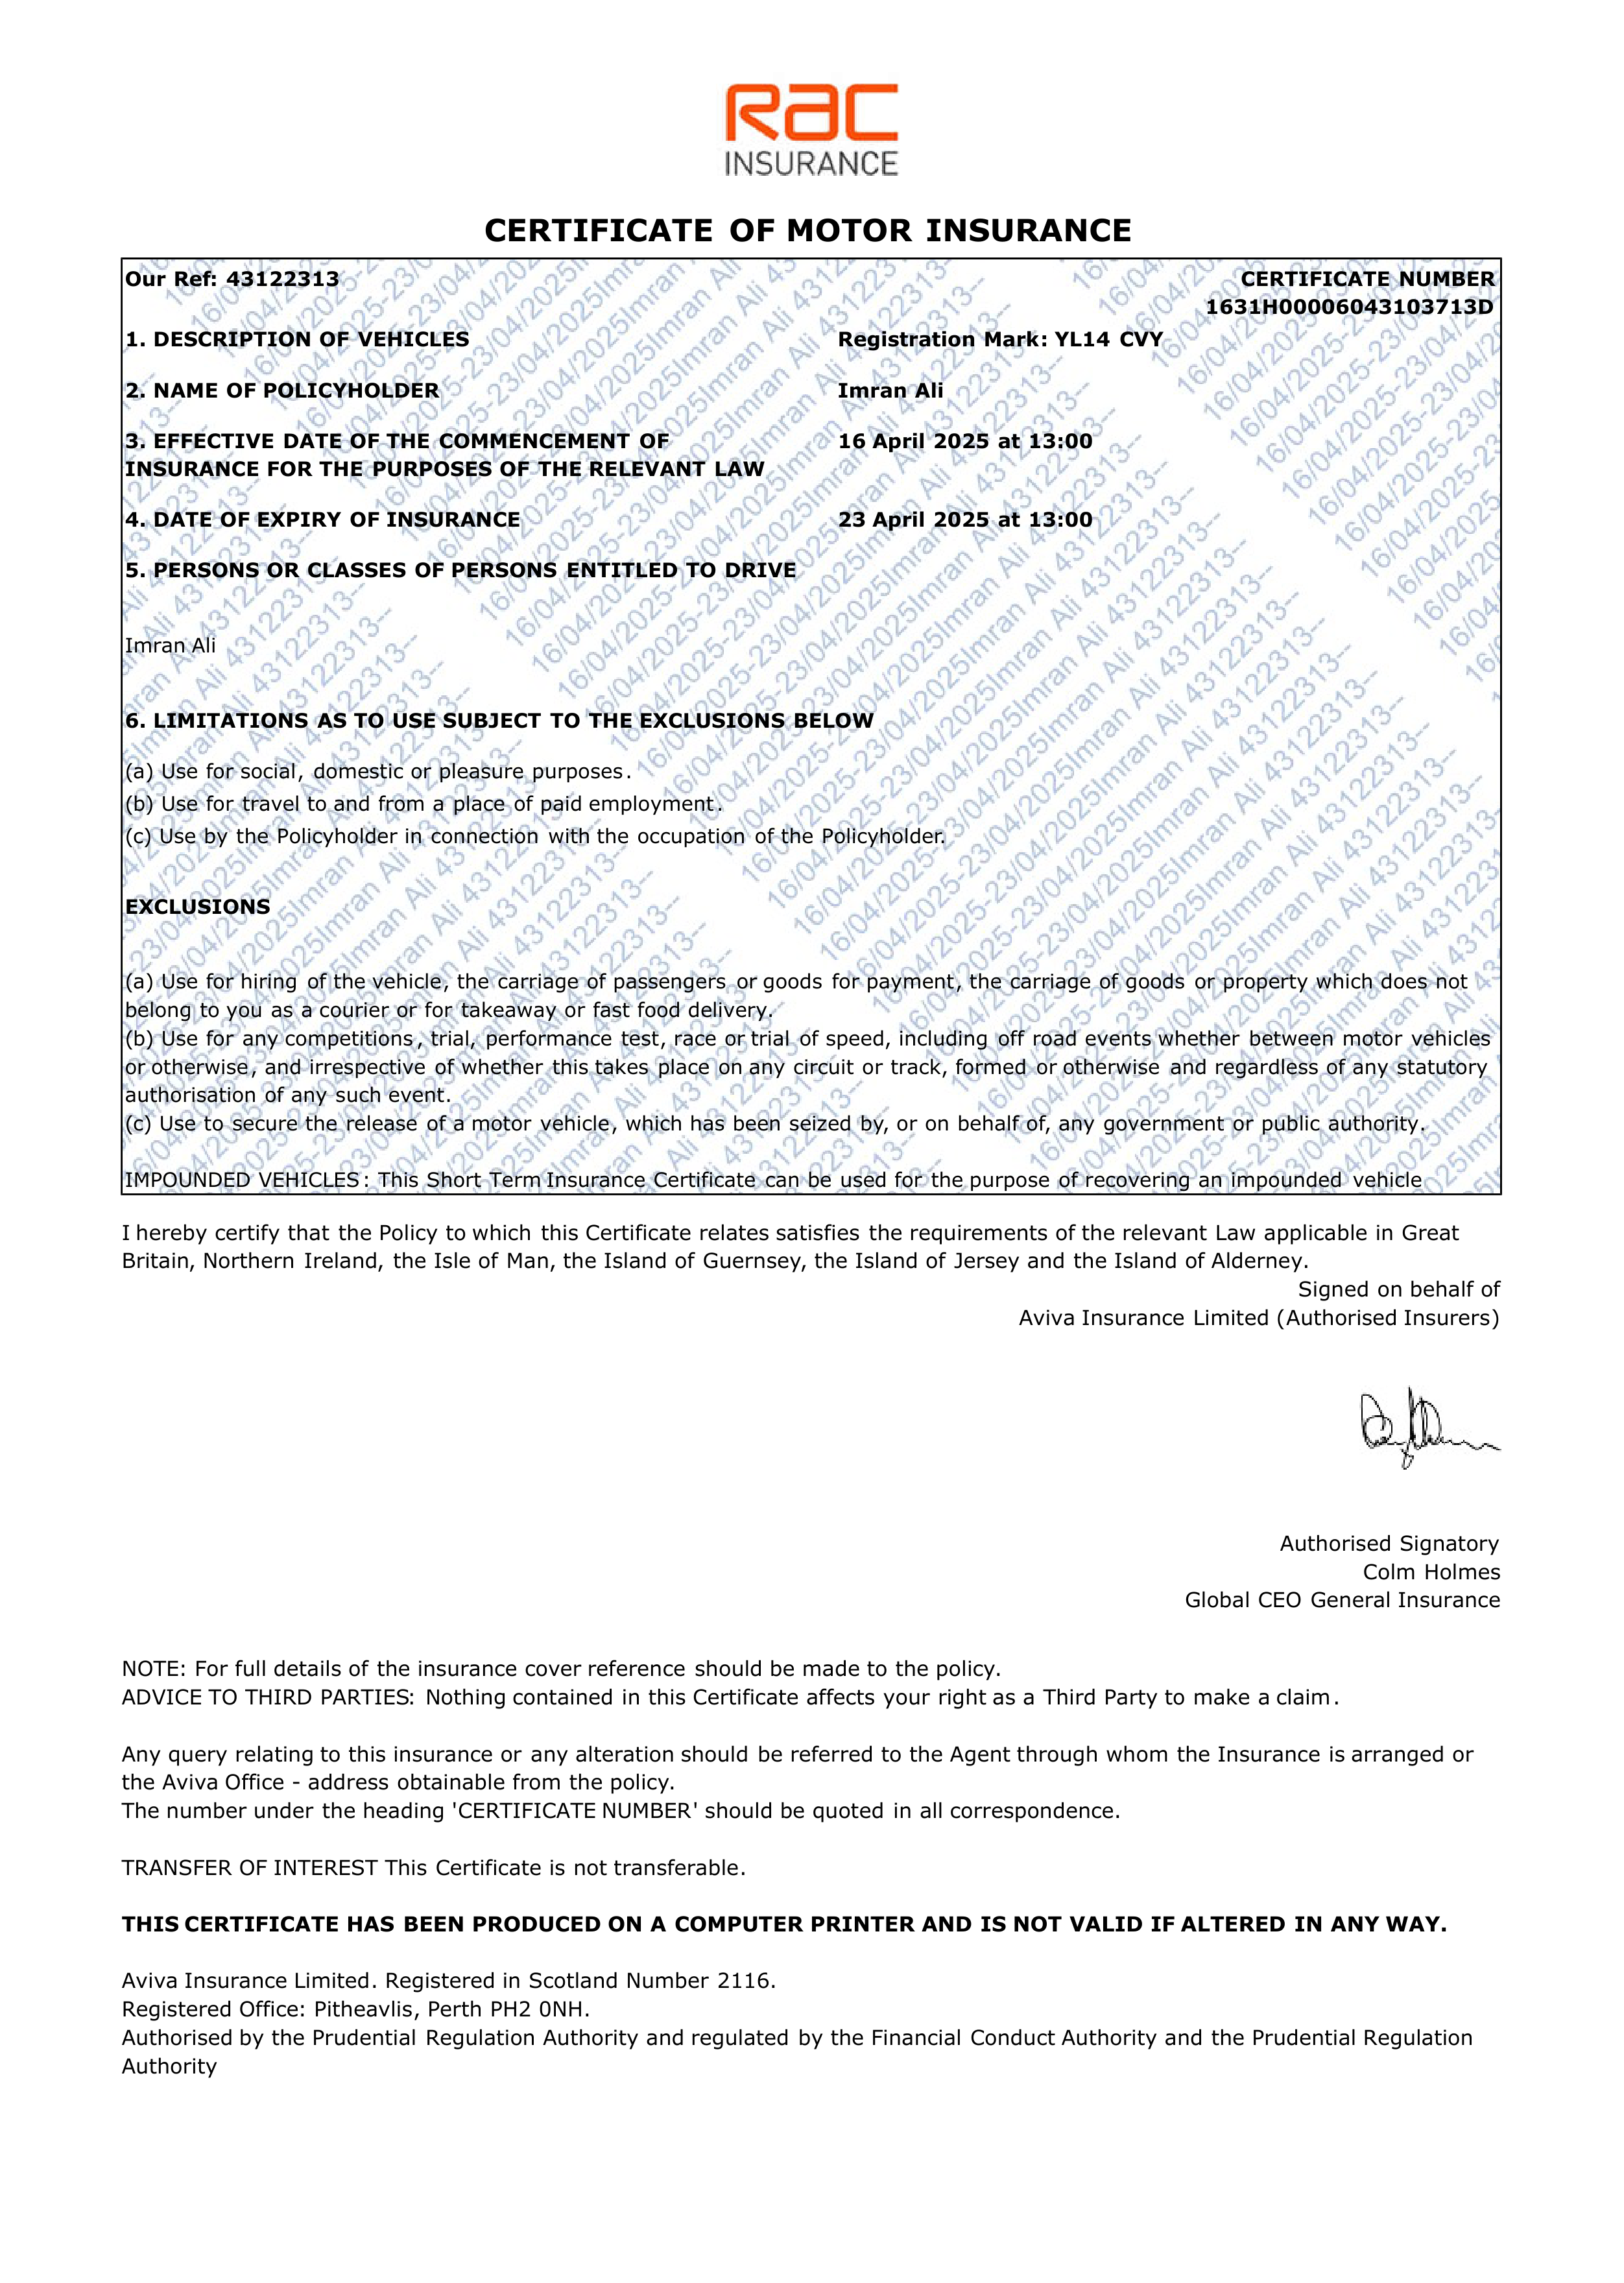 RAC
INSURANCE
CERTIFICATE OF MOTOR INSURANCE
Our Ref: 43122313
CERTIFICATE NUMBER
1631H00006043103713D
1. DESCRIPTION OF VEHICLES
Registration Mark: YL14 CVY
2. NAME OF POLICYHOLDER
Imran Ali
3. EFFECTIVE DATE OF THE COMMENCEMENT OF
INSURANCE FOR THE PURPOSES OF THE RELEVANT LAW
16 April 2025 at 13:00
4. DATE OF EXPIRY OF INSURANCE
23 April 2025 at 13:00
5. PERSONS OR CLASSES OF PERSONS ENTITLED TO DRIVE
Imran Ali
6. LIMITATIONS AS TO USE SUBJECT TO THE EXCLUSIONS BELOW
(a) Use for social, domestic or pleasure purposes.
(b) Use for travel to and from a place of paid employment.
(c) Use by the Policyholder in connection with the occupation of the Policyholder.
EXCLUSIONS
(a) Use for hiring of the vehicle, the carriage of passengers or goods for payment, the carriage of goods or property which does not
belong to you as a courier or for takeaway or fast food delivery.
(b) Use for any competitions, trial, performance test, race or trial of speed, including off road events whether between motor vehicles
or otherwise, and irrespective of whether this takes place on any circuit or track, formed or otherwise and regardless of any statutory
authorisation of any such event.
(c) Use to secure the release of a motor vehicle, which has been seized by, or on behalf of, any government or public authority.
IMPOUNDED VEHICLES: This Short Term Insurance Certificate can be used for the purpose of recovering an impounded vehicle
16/04/2025-23/04/2025Imran Ali 43122313--
I hereby certify that the Policy to which this Certificate relates satisfies the requirements of the relevant Law applicable in Great
Britain, Northern Ireland, the Isle of Man, the Island of Guernsey, the Island of Jersey and the Island of Alderney.
Signed on behalf of
Aviva Insurance Limited (Authorised Insurers)
Authorised Signatory
Colm Holmes
Global CEO General Insurance
NOTE: For full details of the insurance cover reference should be made to the policy.
ADVICE TO THIRD PARTIES: Nothing contained in this Certificate affects your right as a Third Party to make a claim.
Any query relating to this insurance or any alteration should be referred to the Agent through whom the Insurance is arranged or
the Aviva Office - address obtainable from the policy.
The number under the heading 'CERTIFICATE NUMBER' should be quoted in all correspondence.
TRANSFER OF INTEREST This Certificate is not transferable.
THIS CERTIFICATE HAS BEEN PRODUCED ON A COMPUTER PRINTER AND IS NOT VALID IF ALTERED IN ANY WAY.
Aviva Insurance Limited. Registered in Scotland Number 2116.
Registered Office: Pitheavlis, Perth PH2 0NH.
Authorised by the Prudential Regulation Authority and regulated by the Financial Conduct Authority and the Prudential Regulation
Authority